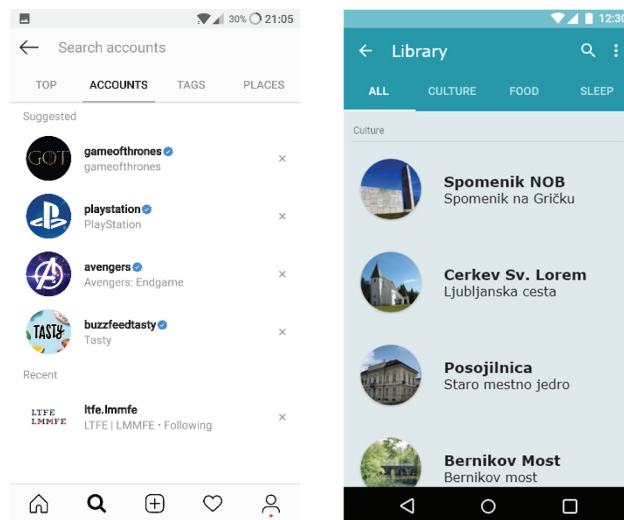 30% 21:05
Search accounts
TOP ACCOUNTS TAGS PLACES
Suggested
GOT
gameofthrones
gameofthrones
playstation
PlayStation
avengers
Avengers: Endgame
TASTY
buzzfeedtasty
Tasty
Recent
LTFE
LMMFE
ltfe.lmmfe
LTFE | LMMFE • Following
12:30
Library
ALL CULTURE FOOD SLEEP
Culture
Spomenik NOB
Spomenik na Gričku
Cerkev Sv. Lorem
Ljubljanska cesta
Posojilnica
Staro mestno jedro
Bernikov Most
Bernikov most